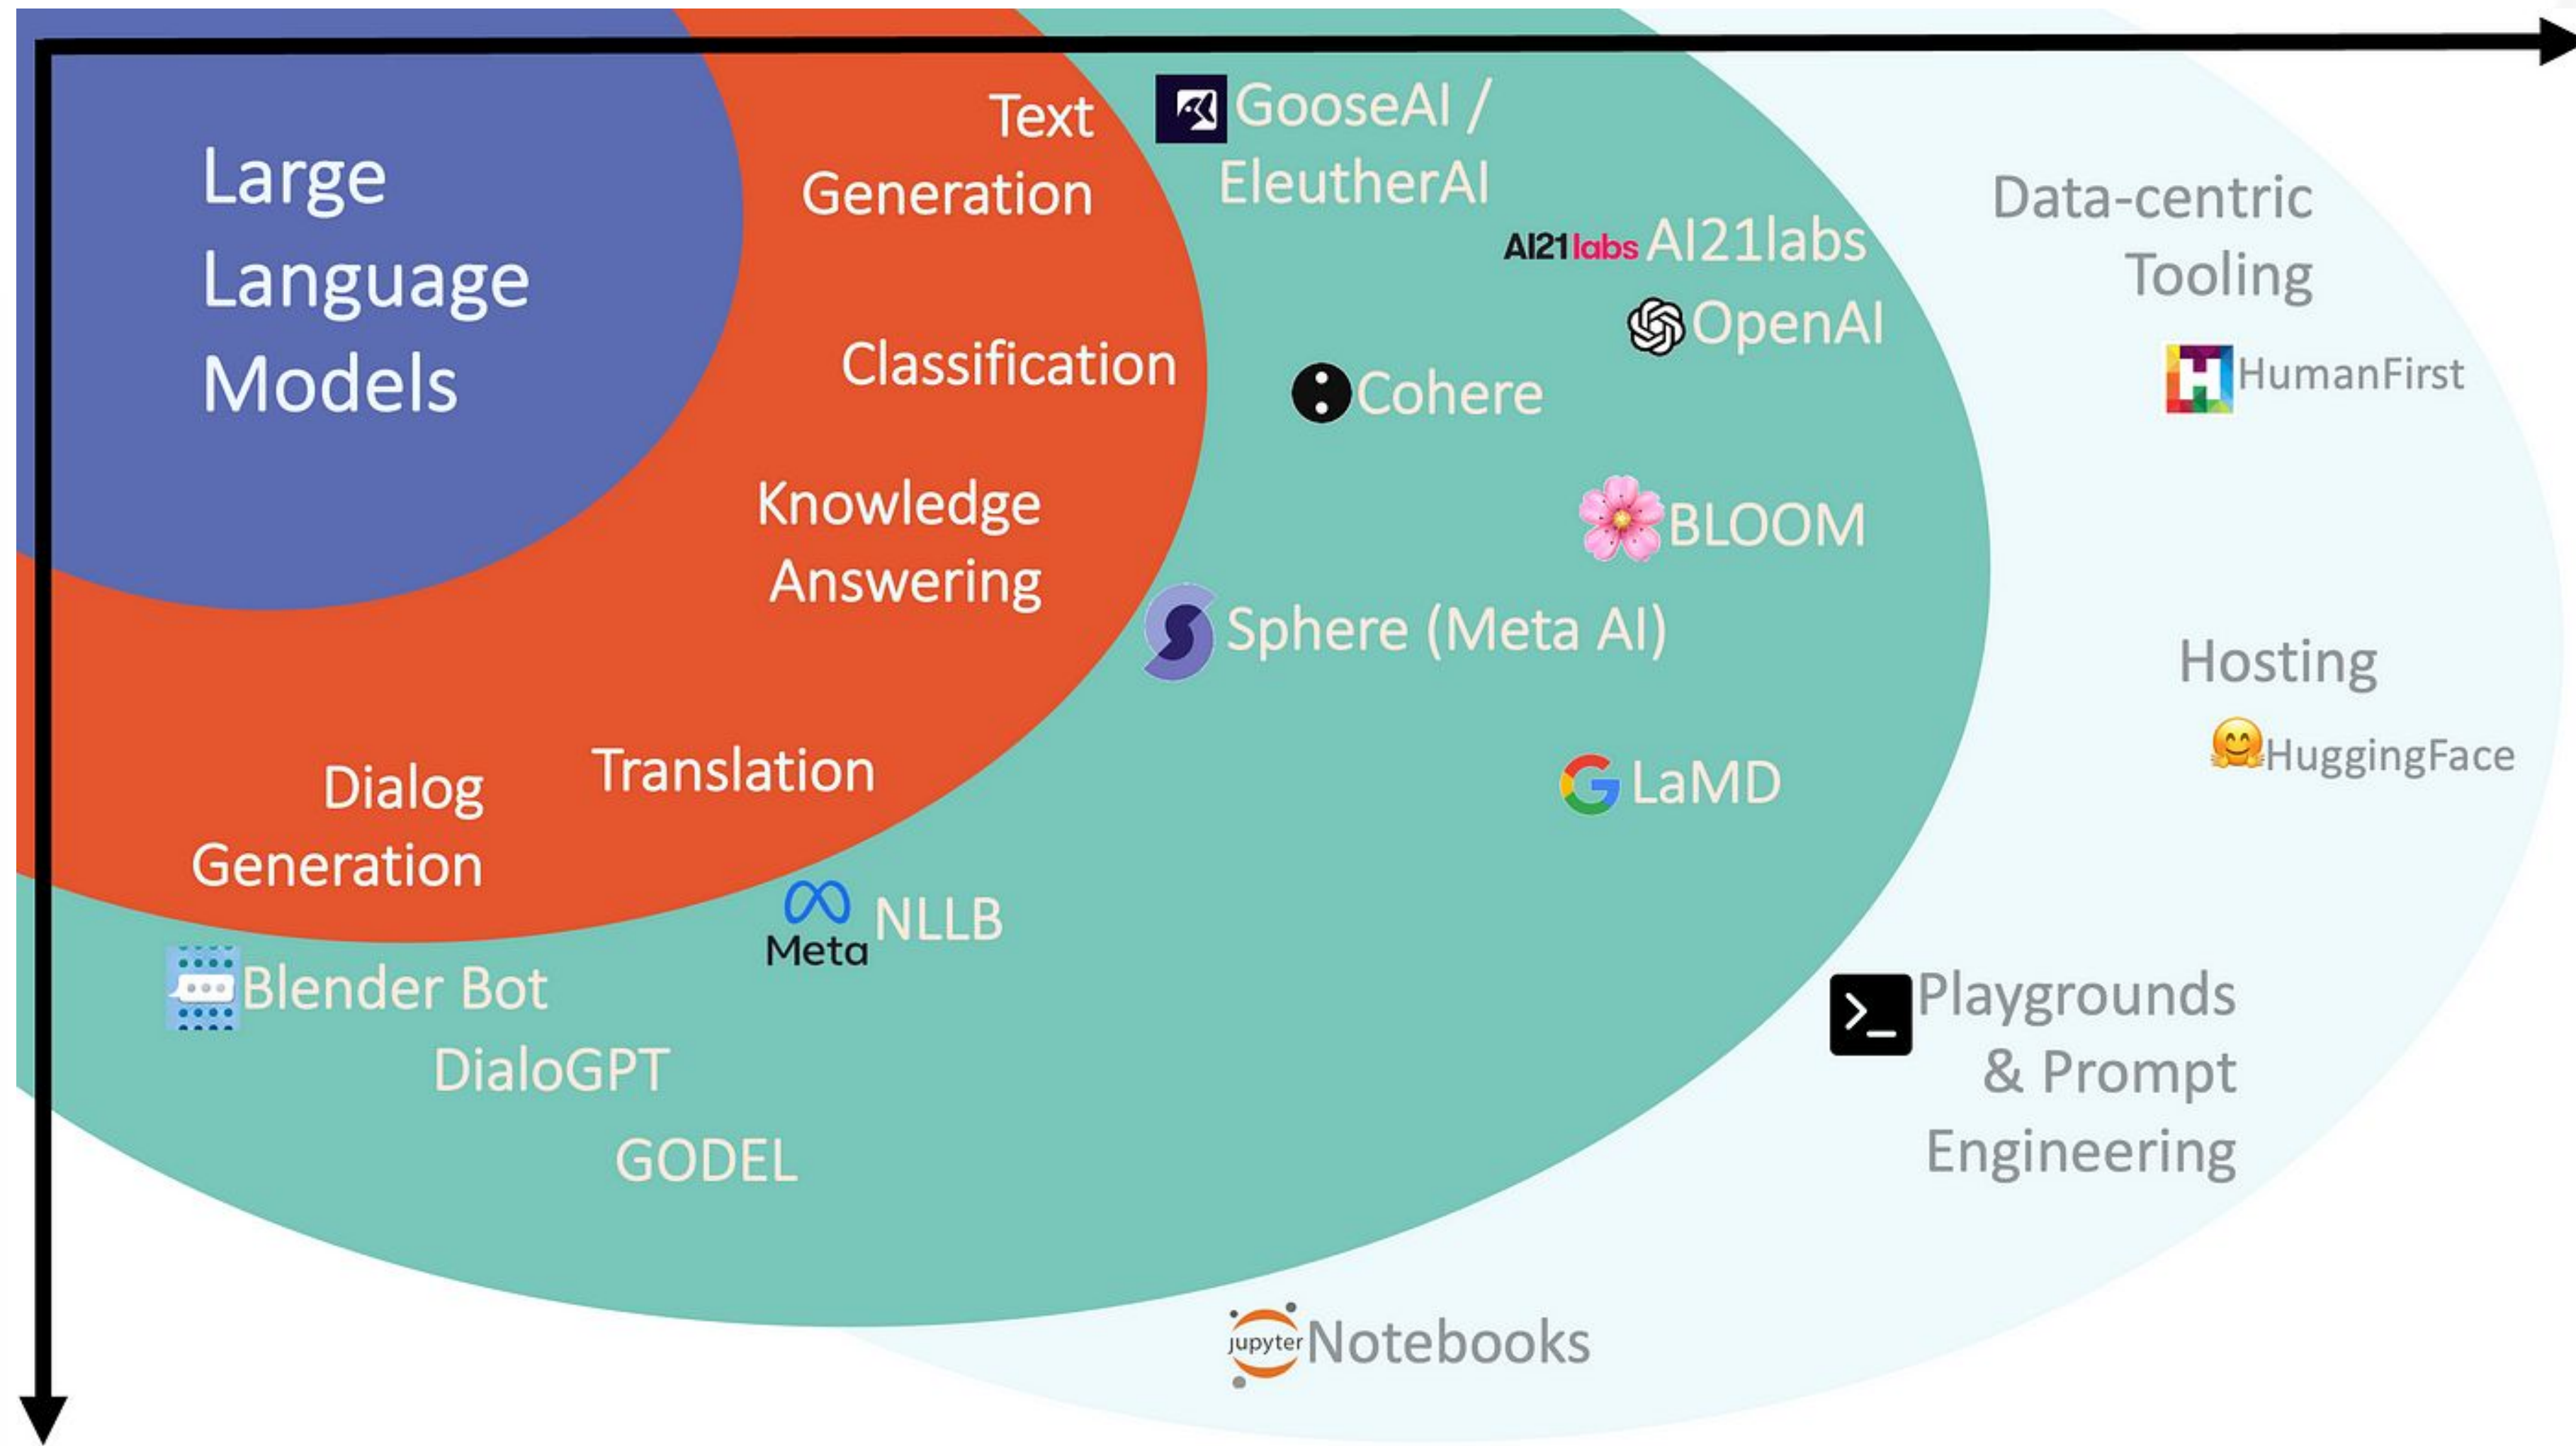 Large
Language
Models
Text
Generation
Classification
Knowledge
Answering
Translation
Dialog
Generation
GooseAI /
EleutherAI
AI21labs AI21labs
OpenAI
Cohere
BLOOM
Sphere (Meta AI)
LaMD
Meta NLLB
Blender Bot
DialoGPT
GODEL
Data-centric
Tooling
HumanFirst
Hosting
HuggingFace
Playgrounds
& Prompt
Engineering
jupyter Notebooks